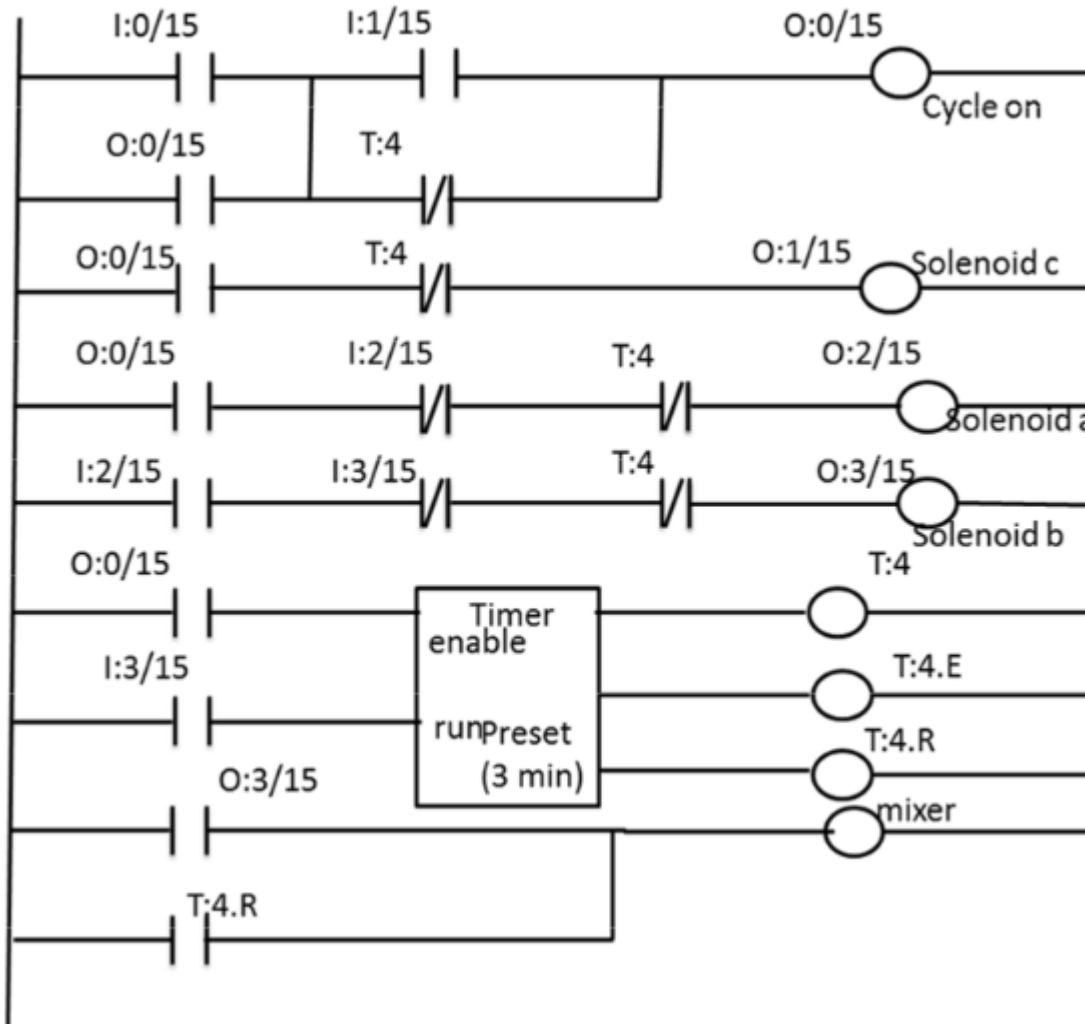 I:0/15 I:1/15 O:0/15
Cycle on
O:0/15 T:4
O:0/15 T:4 O:1/15 Solenoid c
O:0/15 I:2/15 T:4 O:2/15
Solenoid a
I:2/15 I:3/15 T:4 O:3/15
Solenoid b
O:0/15 T:4
Timer
enable
I:3/15 T:4.E
run Preset
(3 min)
T:4.R
O:3/15
mixer
T:4.R